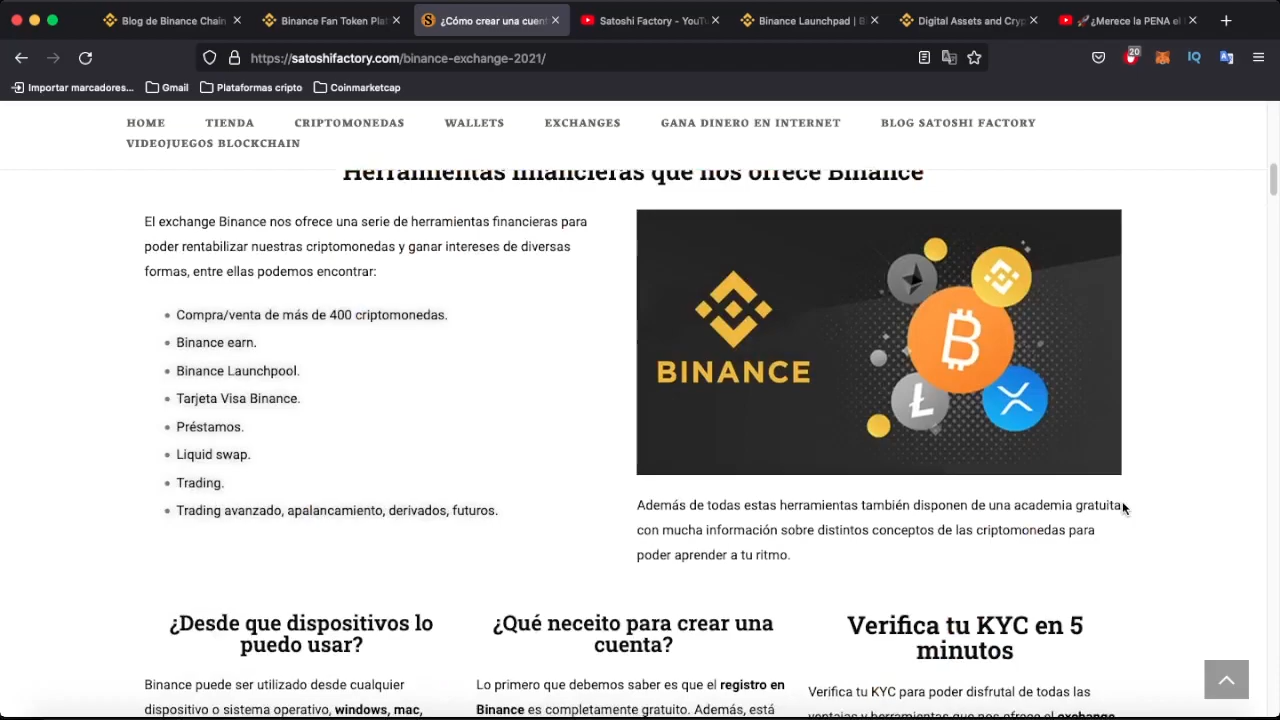 Blog de Binance Chain
Binance Fan Token Plat
¿Cómo crear una cuent
Satoshi Factory - YouTu
Binance Launchpad | B
Digital Assets and Cryp
¿Merece la PENA el
https://satoshifactory.com/binance-exchange-2021/
20
IQ
Importar marcadores...
Gmail
Plataformas cripto
Coinmarketcap
HOME
TIENDA
CRIPTOMONEDAS
WALLETS
EXCHANGES
GANA DINERO EN INTERNET
BLOG SATOSHI FACTORY
VIDEOJUEGOS BLOCKCHAIN
Herramientas financieras que nos ofrece Binance
El exchange Binance nos ofrece una serie de herramientas financieras para
poder rentabilizar nuestras criptomonedas y ganar intereses de diversas
formas, entre ellas podemos encontrar:
Compra/venta de más de 400 criptomonedas.
Binance earn.
Binance Launchpool.
Tarjeta Visa Binance.
Préstamos.
Liquid swap.
Trading.
Trading avanzado, apalancamiento, derivados, futuros.
BINANCE
Además de todas estas herramientas también disponen de una academia gratuita
con mucha información sobre distintos conceptos de las criptomonedas para
poder aprender a tu ritmo.
¿Desde que dispositivos lo
puedo usar?
Binance puede ser utilizado desde cualquier
dispositivo o sistema operativo, windows, mac,
¿Qué neceito para crear una
cuenta?
Lo primero que debemos saber es que el registro en
Binance es completamente gratuito. Además, está
Verifica tu KYC en 5
minutos
Verifica tu KYC para poder disfrutal de todas las
ventajas y herramientas que nos ofrece el exchange